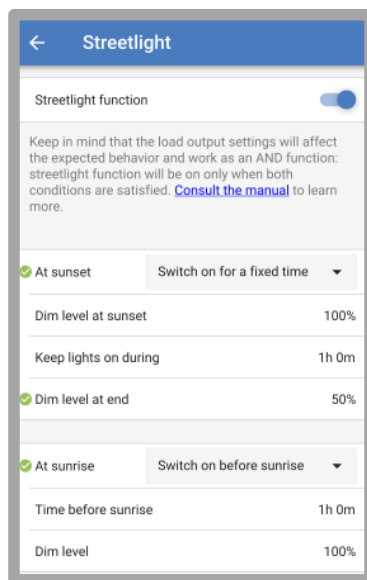 Streetlight
Streetlight function
Keep in mind that the load output settings will affect
the expected behavior and work as an AND function:
streetlight function will be on only when both
conditions are satisfied. Consult the manual to learn
more.
At sunset Switch on for a fixed time
Dim level at sunset 100%
Keep lights on during 1h 0m
Dim level at end 50%
At sunrise Switch on before sunrise
Time before sunrise 1h 0m
Dim level 100%